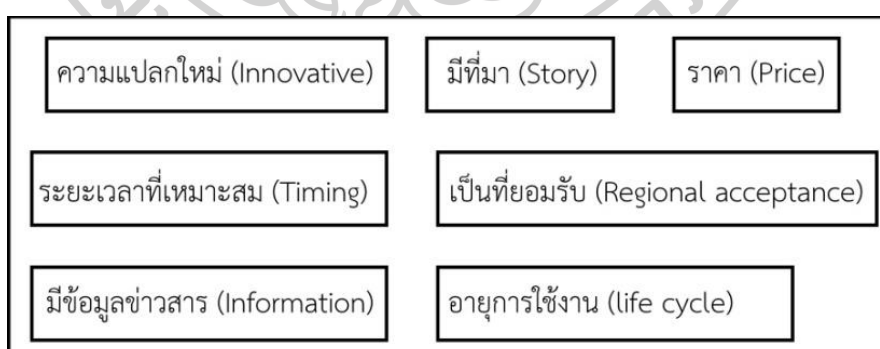 ความแปลกใหม่ (Innovative)
มีที่มา (Story)
ราคา (Price)
ระยะเวลาที่เหมาะสม (Timing)
เป็นที่ยอมรับ (Regional acceptance)
มีข้อมูลข่าวสาร (Information)
อายุการใช้งาน (life cycle)